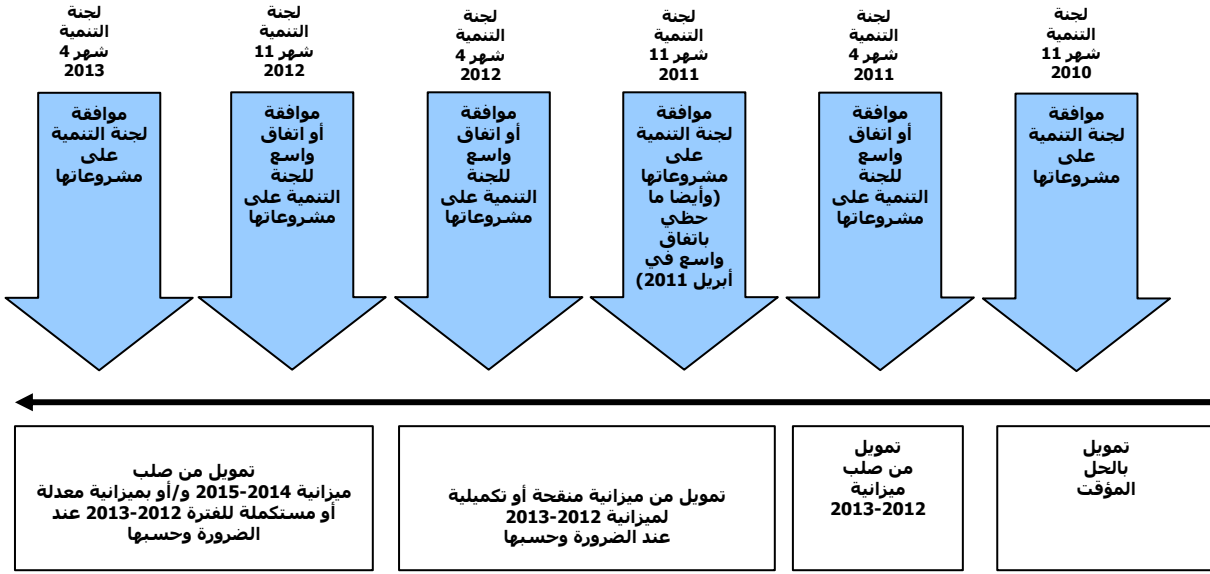 لجنة
التنمية
شهر 11
2010
لجنة
التنمية
شهر 4
2011
لجنة
التنمية
شهر 11
2011
لجنة
التنمية
شهر 4
2012
لجنة
التنمية
شهر 11
2012
لجنة
التنمية
شهر 4
2013
موافقة
لجنة التنمية
على
مشروعاتها
موافقة
أو اتفاق
واسع
للجنة
التنمية على
مشروعاتها
موافقة
لجنة التنمية
على
مشروعاتها
(وأيضا ما
حظي
باتفاق
واسع في
أبريل 2011)
موافقة
أو اتفاق
واسع
للجنة
التنمية على
مشروعاتها
موافقة
أو اتفاق
واسع
للجنة
التنمية على
مشروعاتها
موافقة
لجنة التنمية
على
مشروعاتها
تمويل
بالحل
المؤقت
تمويل
من صلب
ميزانية
2013-2012
تمويل من ميزانية منقحة أو تكميلية
لميزانية 2012-2013
عند الضرورة وحسبها
تمويل من صلب
ميزانية 2014-2015 و/أو بميزانية معدلة
أو مستكملة للفترة 2012-2013 عند
الضرورة وحسبها